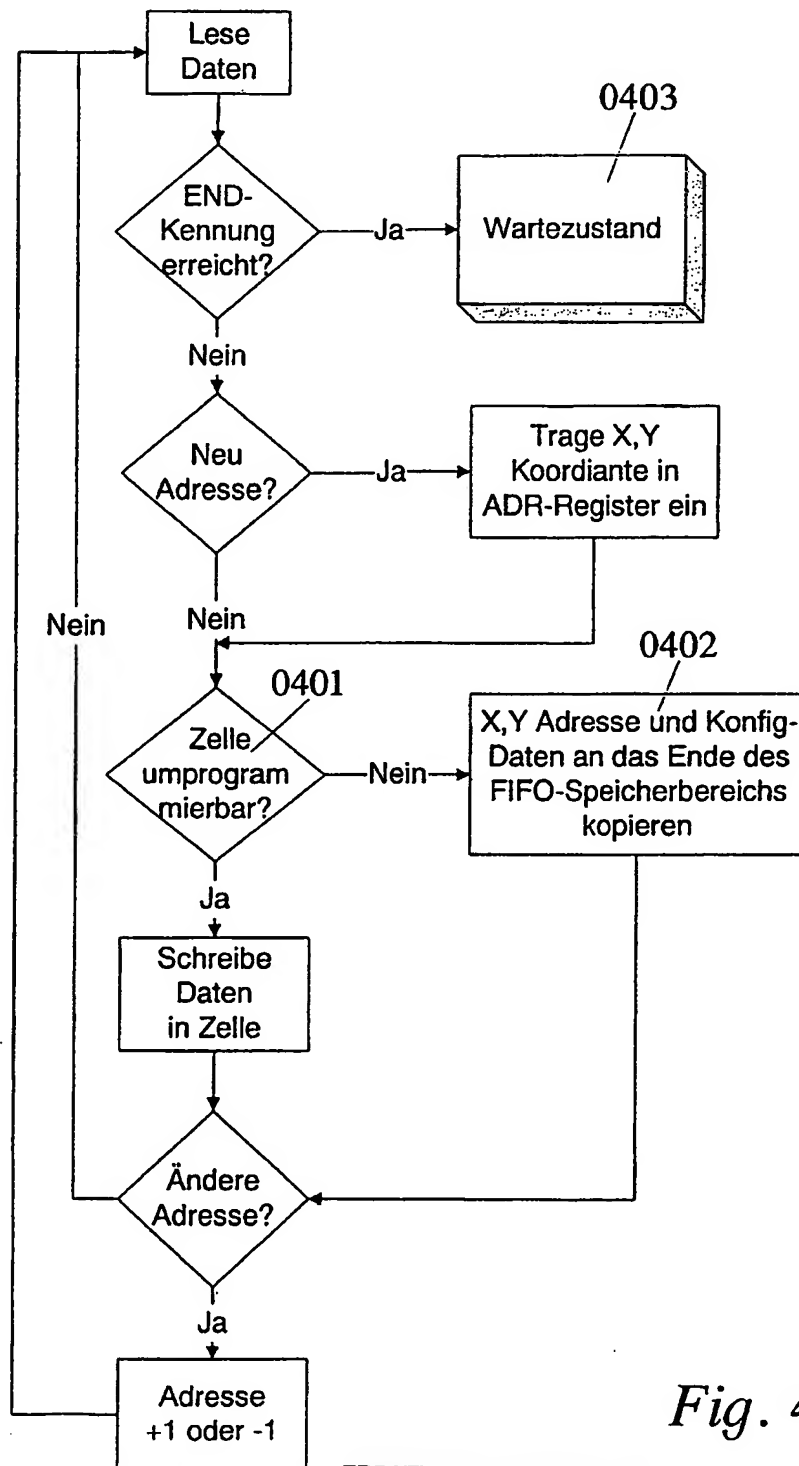 Lese
Daten
0403
END-
Kennung
erreicht?
Ja
Wartezustand
Nein
Neu
Adresse?
Ja
Trage X,Y
Koordiante in
ADR-Register ein
Nein
Nein
0401
0402
Zelle
umprogram
mierbar?
Nein
X,Y Adresse und Konfig-
Daten an das Ende des
FIFO-Speicherbereichs
kopieren
Ja
Schreibe
Daten
in Zelle
Ändere
Adresse?
Ja
Adresse
+1 oder -1
Fig. 4